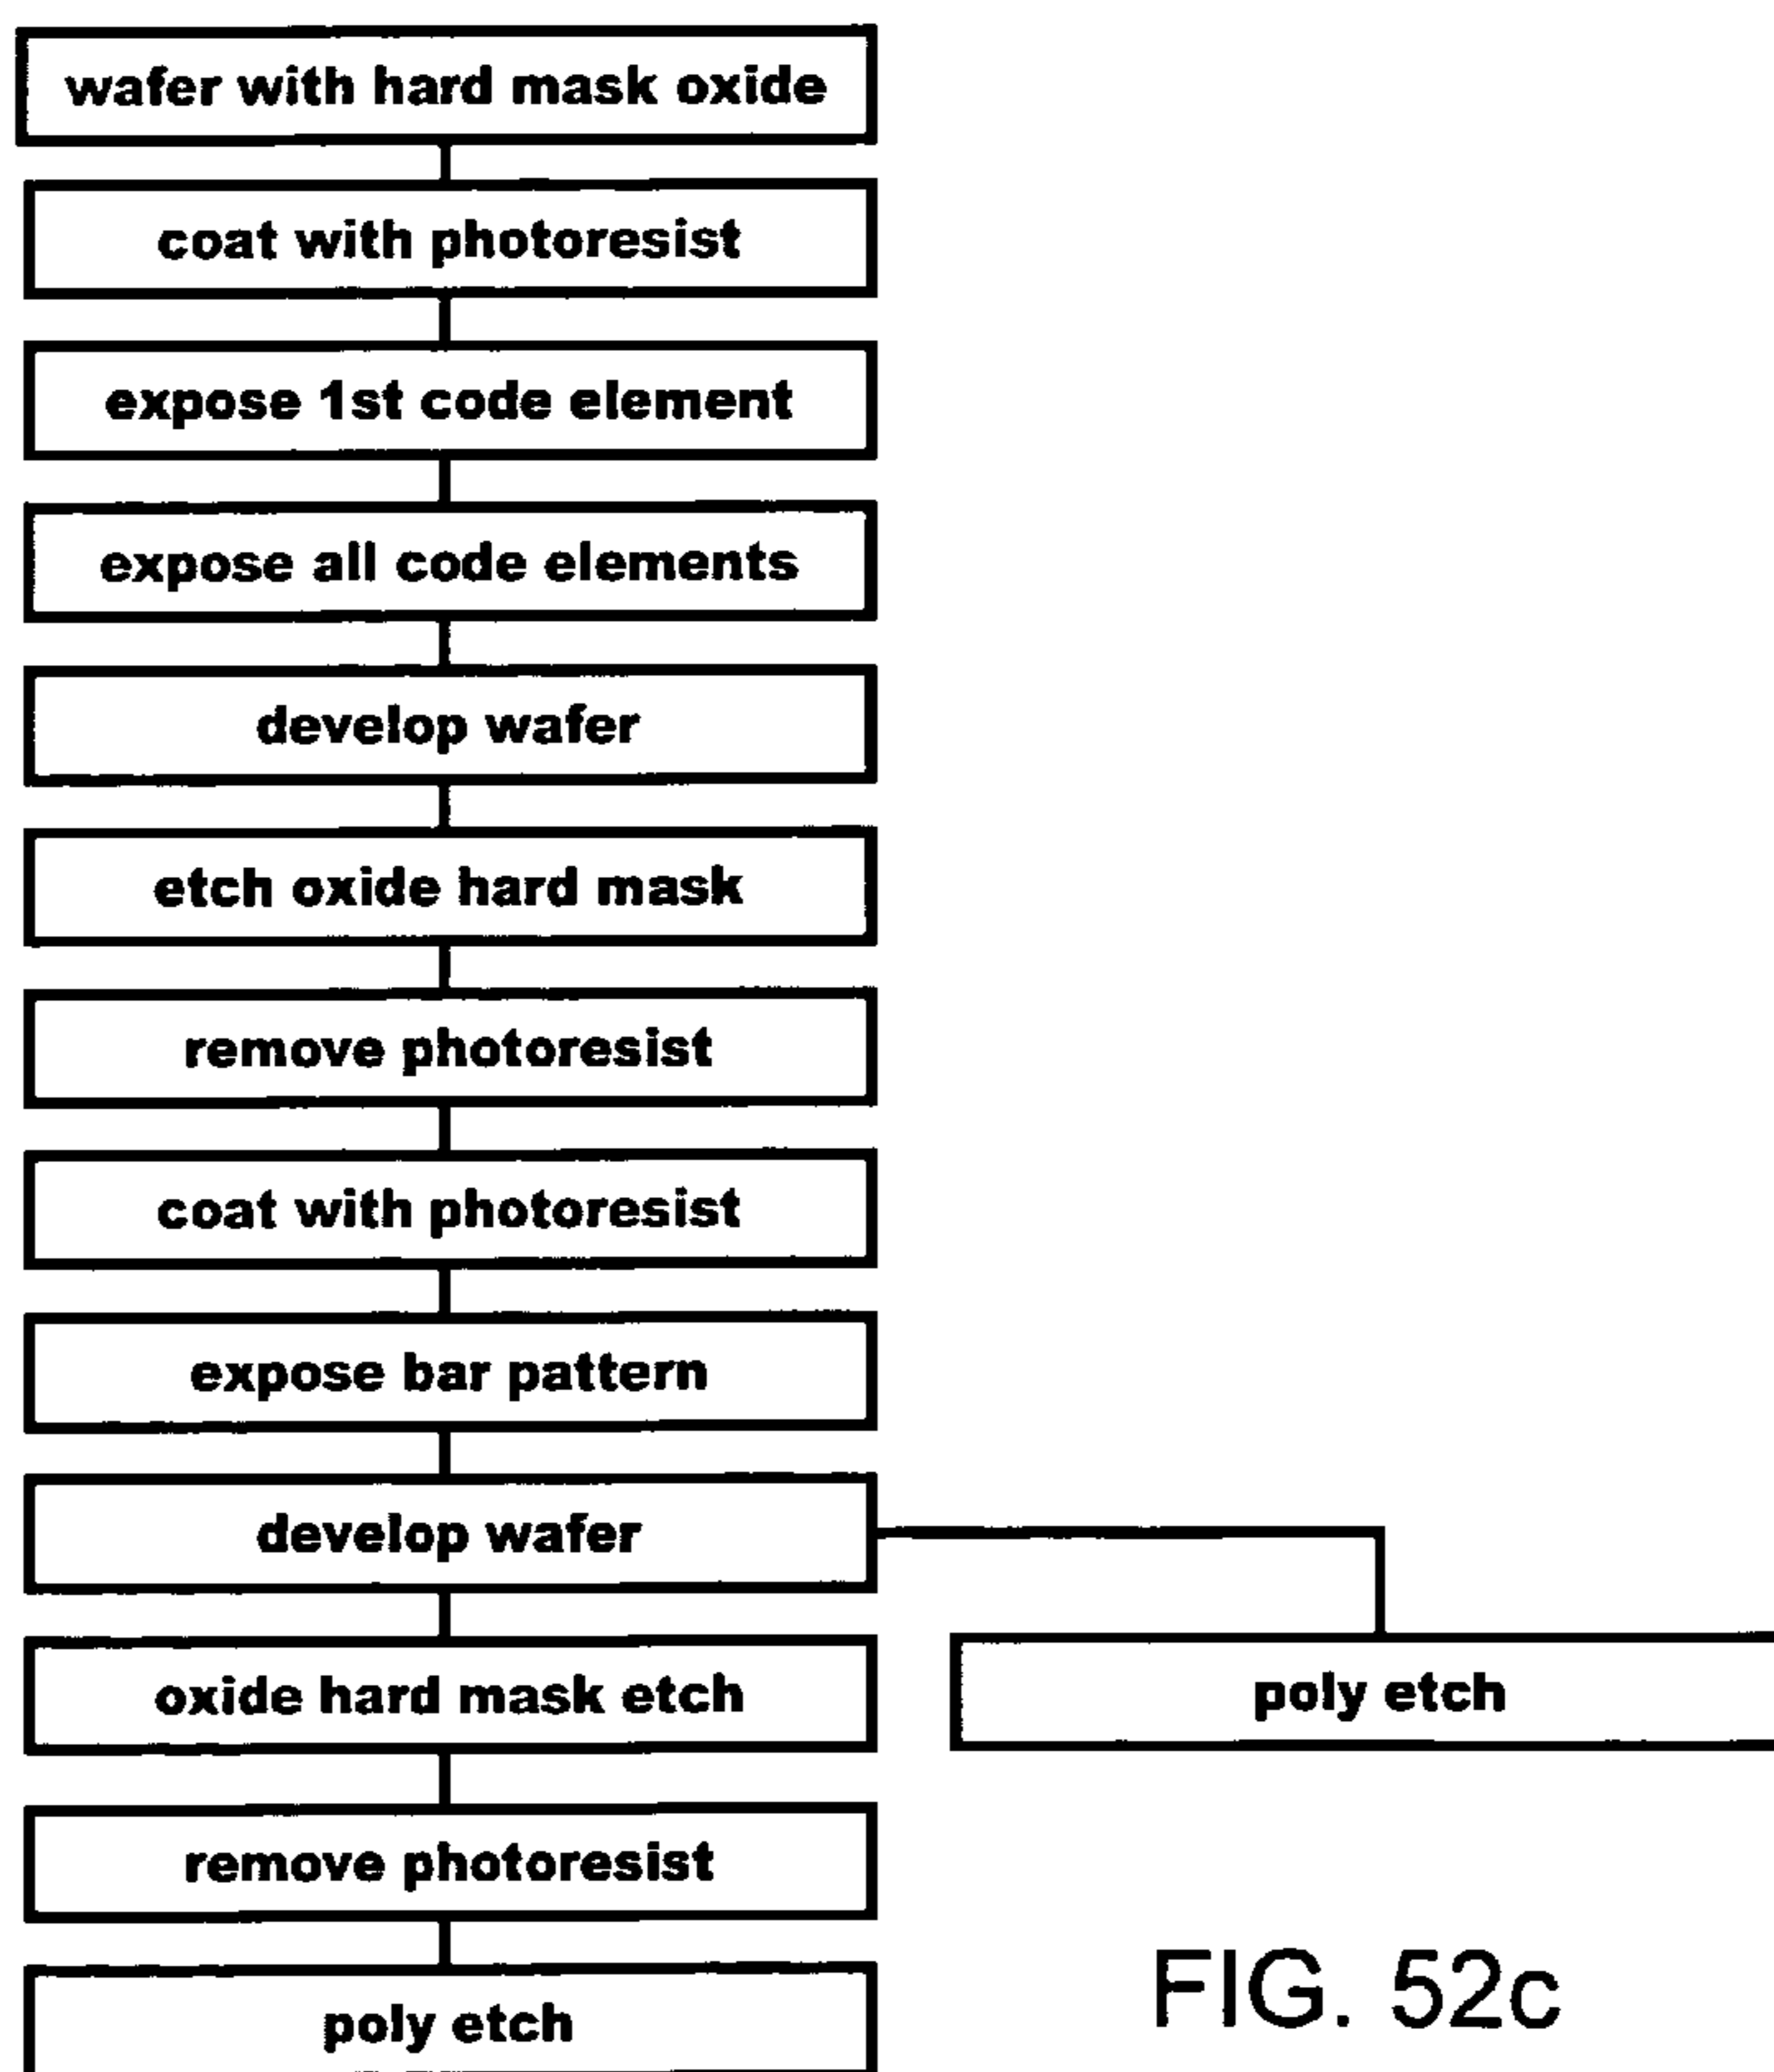 wafer with hard mask oxide
coat with photoresist
expose 1st code element
expose all code elements
develop wafer
etch oxide hard mask
remove photoresist
coat with photoresist
expose bar pattern
develop wafer
oxide hard mask etch
poly etch
remove photoresist
poly etch
FIG. 52c